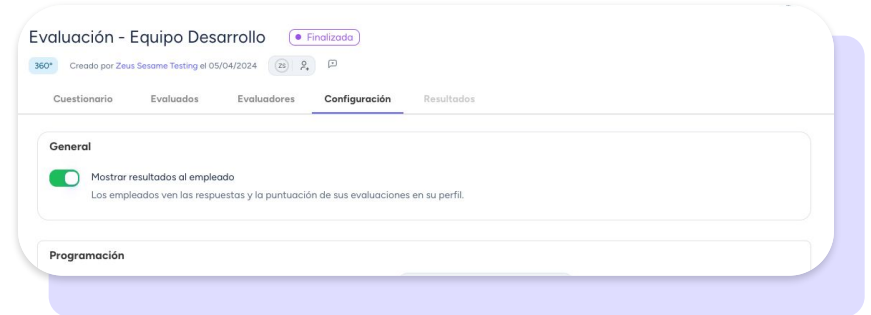 Evaluación - Equipo Desarrollo
Finalizada
360° Creado por Zeus Sesame Testing el 05/04/2024 ZS
Cuestionario Evaluados Evaluadores Configuración Resultados
General
Mostrar resultados al empleado
Los empleados ven las respuestas y la puntuación de sus evaluaciones en su perfil.
Programación